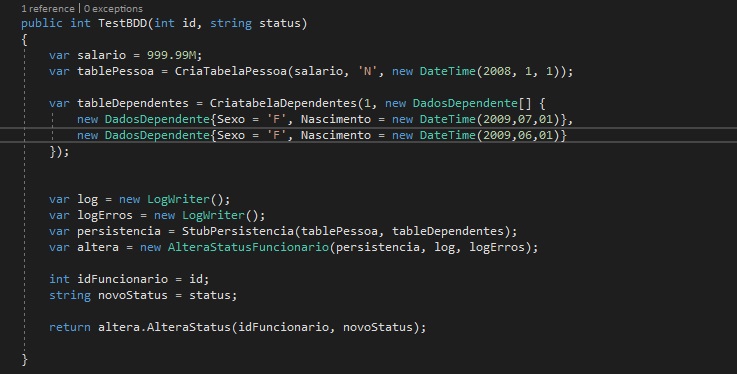 1 reference | 0 exceptions
public int TestBDD(int id, string status)
{
    var salario = 999.99M;
    var tablePessoa = CriaTabelaPessoa(salario, 'N', new DateTime(2008, 1, 1));

    var tableDependentes = CriatabelaDependentes(1, new DadosDependente[] {
        new DadosDependente{Sexo = 'F', Nascimento = new DateTime(2009,07,01)},
        new DadosDependente{Sexo = 'F', Nascimento = new DateTime(2009,06,01)}
    });

    var log = new LogWriter();
    var logErros = new LogWriter();
    var persistencia = StubPersistencia(tablePessoa, tableDependentes);
    var altera = new AlteraStatusFuncionario(persistencia, log, logErros);

    int idFuncionario = id;
    string novoStatus = status;

    return altera.AlteraStatus(idFuncionario, novoStatus);

}